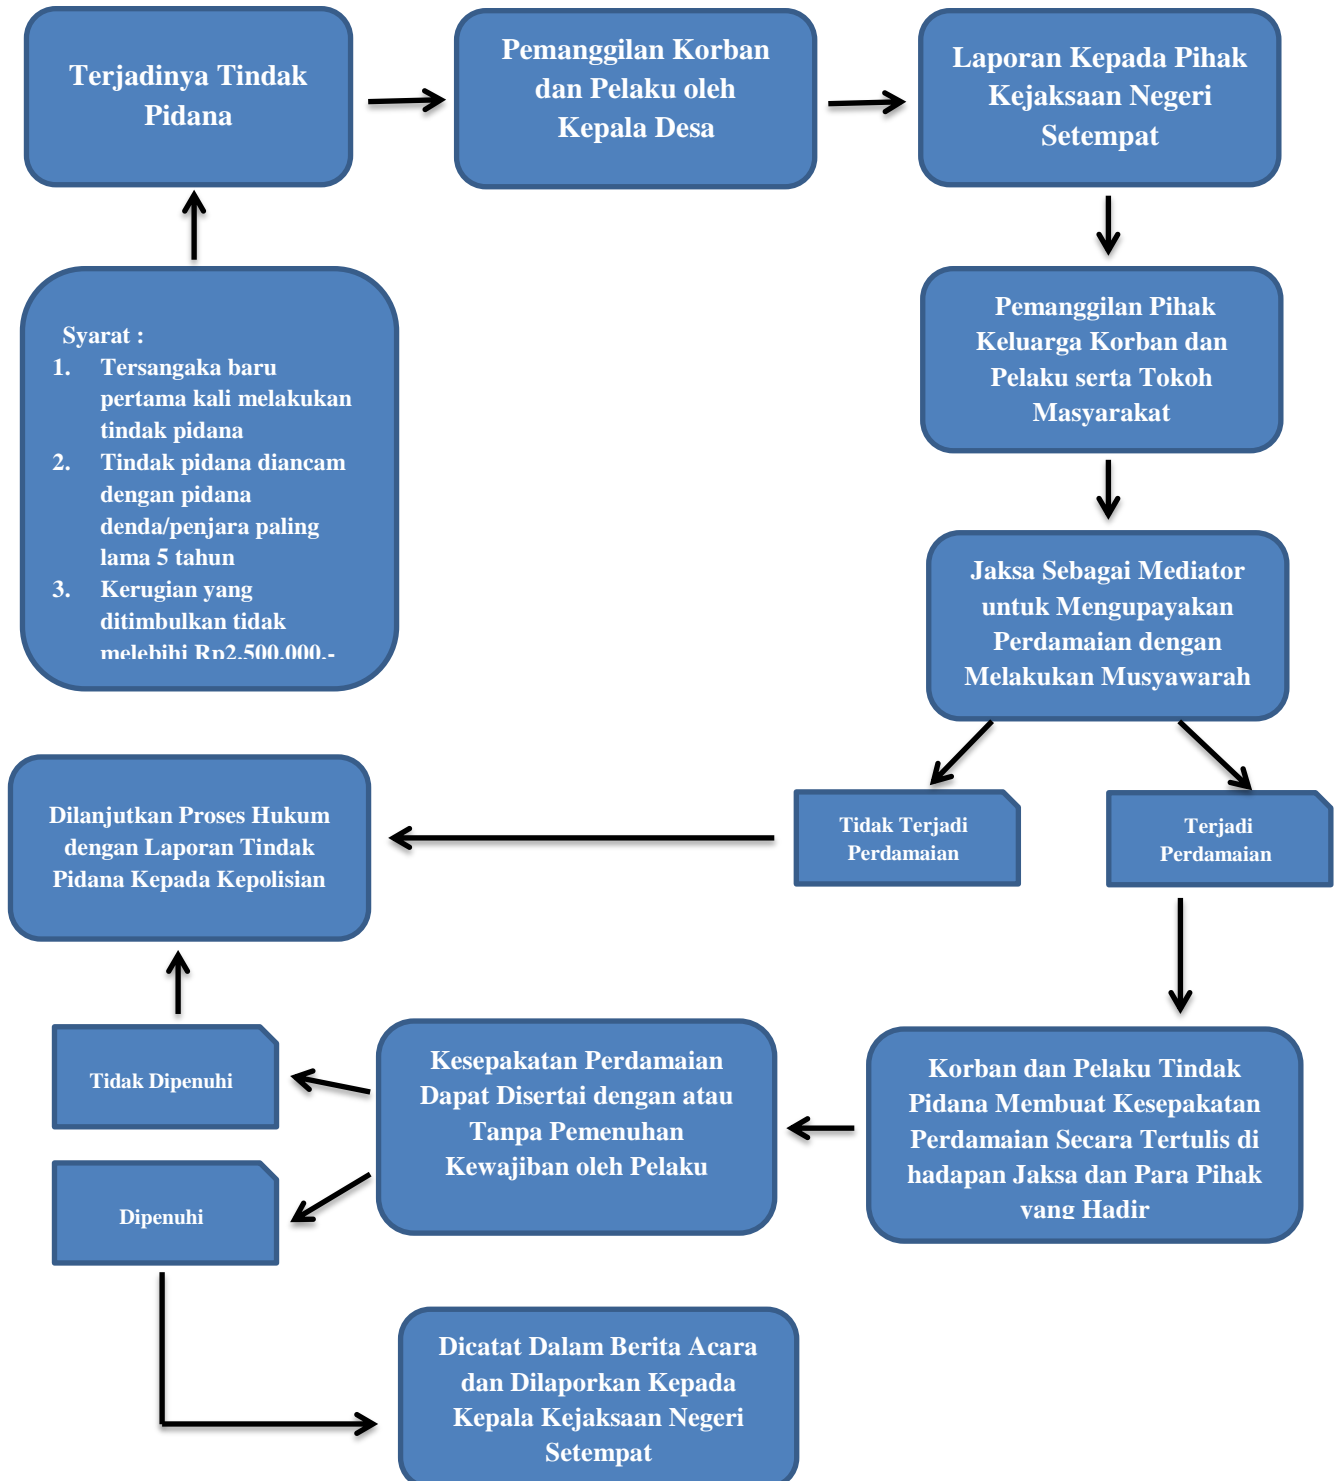 Terjadinya Tindak
Pidana
Pemanggilan Korban
dan Pelaku oleh
Kepala Desa
Laporan Kepada Pihak
Kejaksaan Negeri
Setempat
Syarat :
1. Tersangaka baru
pertama kali melakukan
tindak pidana
2. Tindak pidana diancam
dengan pidana
denda/penjara paling
lama 5 tahun
3. Kerugian yang
ditimbulkan tidak
melebihi Rp2.500.000,-
Pemanggilan Pihak
Keluarga Korban dan
Pelaku serta Tokoh
Masyarakat
Jaksa Sebagai Mediator
untuk Mengupayakan
Perdamaian dengan
Melakukan Musyawarah
Tidak Terjadi
Perdamaian
Terjadi
Perdamaian
Dilanjutkan Proses Hukum
dengan Laporan Tindak
Pidana Kepada Kepolisian
Korban dan Pelaku Tindak
Pidana Membuat Kesepakatan
Perdamaian Secara Tertulis di
hadapan Jaksa dan Para Pihak
yang Hadir
Kesepakatan Perdamaian
Dapat Disertai dengan atau
Tanpa Pemenuhan
Kewajiban oleh Pelaku
Tidak Dipenuhi
Dipenuhi
Dicatat Dalam Berita Acara
dan Dilaporkan Kepada
Kepala Kejaksaan Negeri
Setempat